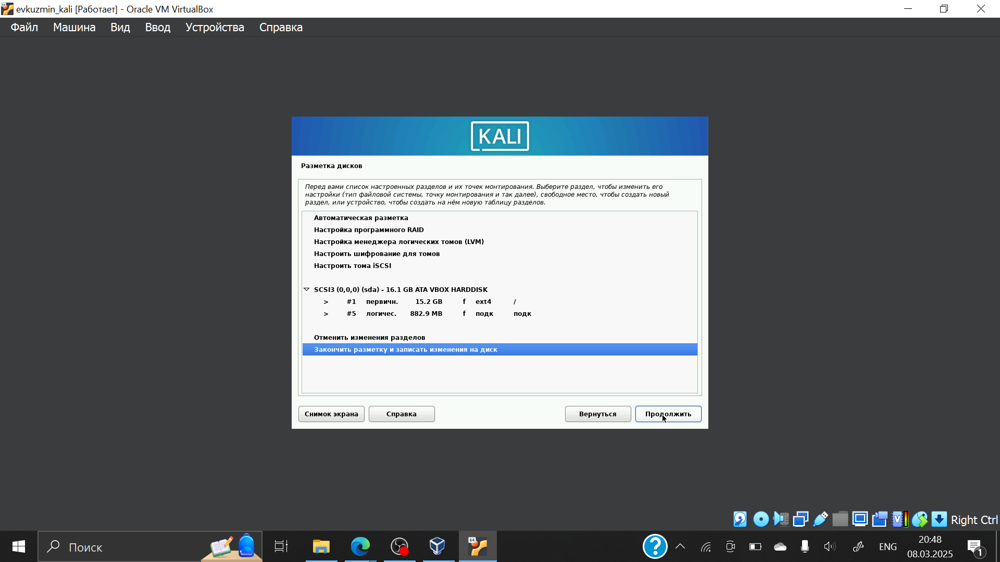 evkuzmin_kali [Работает] - Oracle VM VirtualBox
Файл Машина Вид Ввод Устройства Справка
KALI
Разметка дисков
Перед вами список настроенных разделов и их точек монтирования. Выберите раздел, чтобы изменить его
настройки (тип файловой системы, точку монтирования и так далее), свободное место, чтобы создать новый
раздел, или устройство, чтобы создать на нём новую таблицу разделов.
Автоматическая разметка
Настройка программного RAID
Настройка менеджера логических томов (LVM)
Настроить шифрование для томов
Настроить тома iSCSI
SCSI3 (0,0,0) (sda) - 16.1 GB ATA VBOX HARDDISK
> #1 первичн. 15.2 GB f ext4 /
> #5 логичес. 882.9 MB f подк подк
Отменить изменения разделов
Закончить разметку и записать изменения на диск
Снимок экрана Справка Вернуться Продолжить
Right Ctrl
Поиск
64
ENG
20:48
08.03.2025
1